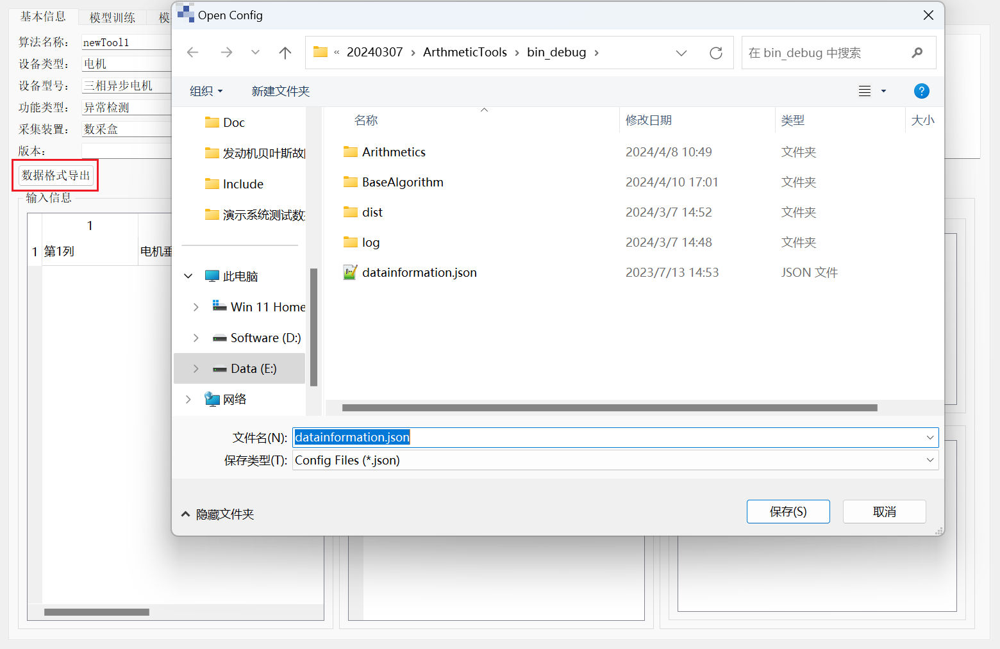 基本信息 模型训练 模
算法名称： newTool1
设备类型： 电机
设备型号： 三相异步电机
功能类型： 异常检测
采集装置： 数采盒
版本：
数据格式导出
输入信息
1
1 第1列 电机垂
Open Config
« 20240307 › ArthmeticTools › bin_debug ›
在 bin_debug 中搜索
组织 新建文件夹
?
Doc
发动机贝叶斯故
Include
演示系统测试数
此电脑
Win 11 Home
Software (D:)
Data (E:)
网络
名称 修改日期 类型 大小
Arithmetics 2024/4/8 10:49 文件夹
BaseAlgorithm 2024/4/10 17:01 文件夹
dist 2024/3/7 14:52 文件夹
log 2024/3/7 14:48 文件夹
datainformation.json 2023/7/13 14:53 JSON 文件
文件名(N): datainformation.json
保存类型(T): Config Files (*.json)
隐藏文件夹
保存(S) 取消